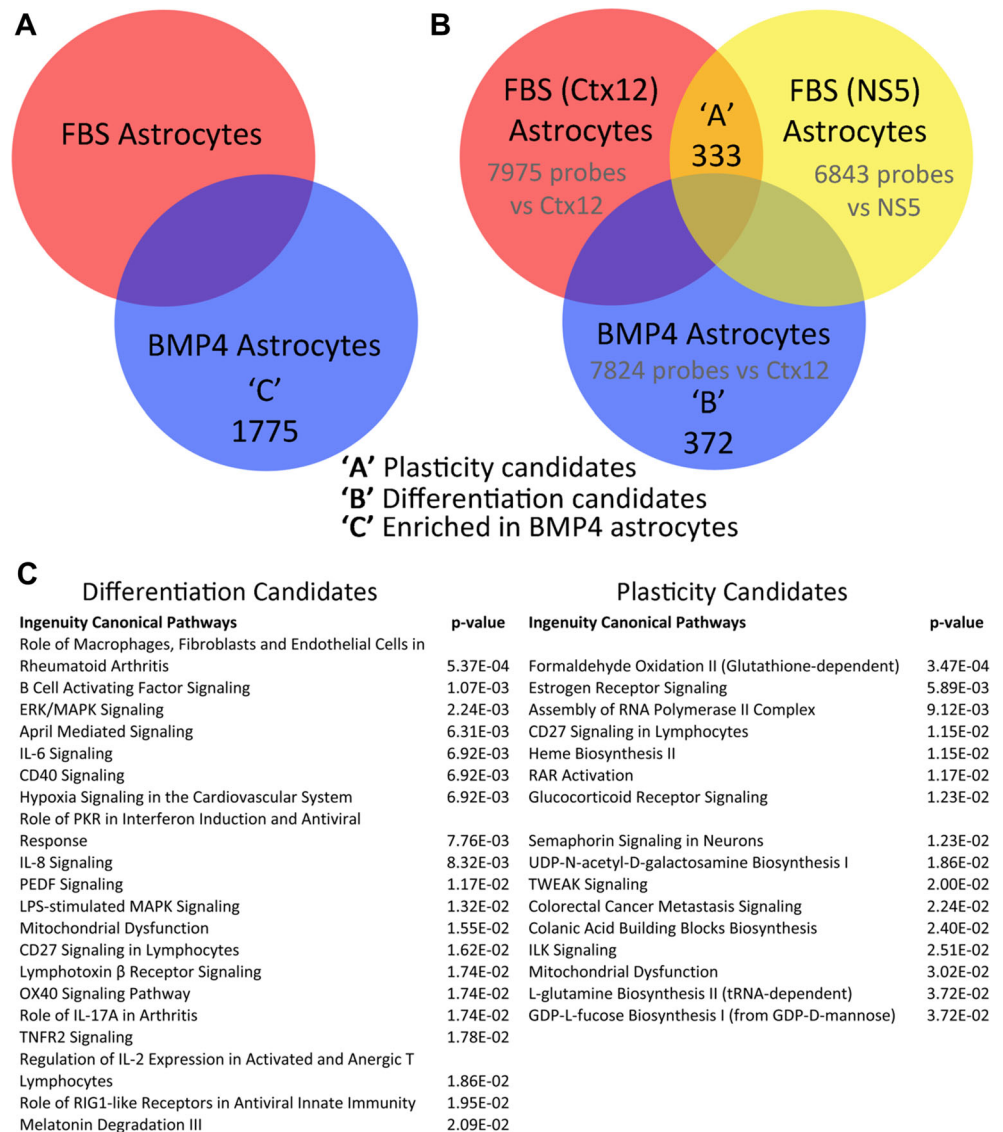 A
FBS Astrocytes
BMP4 Astrocytes
‘C’
1775
B
FBS (Ctx12)
Astrocytes
7975 probes
vs Ctx12
‘A’
333
FBS (NS5)
Astrocytes
6843 probes
vs NS5
BMP4 Astrocytes
7824 probes vs Ctx12
‘B’
372
‘A’ Plasticity candidates
‘B’ Differentiation candidates
‘C’ Enriched in BMP4 astrocytes
C
Differentiation Candidates
Ingenuity Canonical Pathways p-value
Role of Macrophages, Fibroblasts and Endothelial Cells in
Rheumatoid Arthritis 5.37E-04
B Cell Activating Factor Signaling 1.07E-03
ERK/MAPK Signaling 2.24E-03
April Mediated Signaling 6.31E-03
IL-6 Signaling 6.92E-03
CD40 Signaling 6.92E-03
Hypoxia Signaling in the Cardiovascular System 6.92E-03
Role of PKR in Interferon Induction and Antiviral
Response 7.76E-03
IL-8 Signaling 8.32E-03
PEDF Signaling 1.17E-02
LPS-stimulated MAPK Signaling 1.32E-02
Mitochondrial Dysfunction 1.55E-02
CD27 Signaling in Lymphocytes 1.62E-02
Lymphotoxin β Receptor Signaling 1.74E-02
OX40 Signaling Pathway 1.74E-02
Role of IL-17A in Arthritis 1.74E-02
TNFR2 Signaling 1.78E-02
Regulation of IL-2 Expression in Activated and Anergic T
Lymphocytes 1.86E-02
Role of RIG1-like Receptors in Antiviral Innate Immunity 1.95E-02
Melatonin Degradation III 2.09E-02
Plasticity Candidates
Ingenuity Canonical Pathways p-value
Formaldehyde Oxidation II (Glutathione-dependent) 3.47E-04
Estrogen Receptor Signaling 5.89E-03
Assembly of RNA Polymerase II Complex 9.12E-03
CD27 Signaling in Lymphocytes 1.15E-02
Heme Biosynthesis II 1.15E-02
RAR Activation 1.17E-02
Glucocorticoid Receptor Signaling 1.23E-02
Semaphorin Signaling in Neurons 1.23E-02
UDP-N-acetyl-D-galactosamine Biosynthesis I 1.86E-02
TWEAK Signaling 2.00E-02
Colorectal Cancer Metastasis Signaling 2.24E-02
Colanic Acid Building Blocks Biosynthesis 2.40E-02
ILK Signaling 2.51E-02
Mitochondrial Dysfunction 3.02E-02
L-glutamine Biosynthesis II (tRNA-dependent) 3.72E-02
GDP-L-fucose Biosynthesis I (from GDP-D-mannose) 3.72E-02